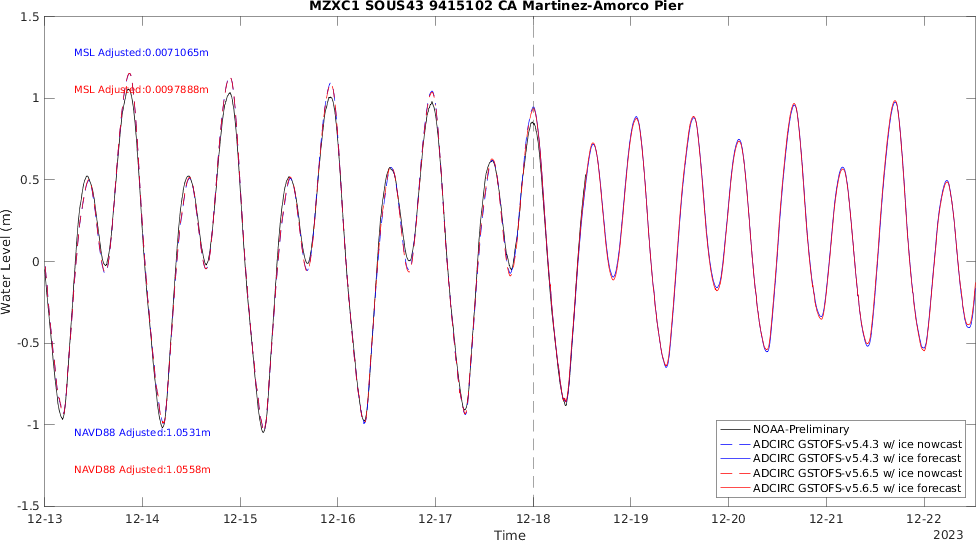 MZXC1 SOUS43 9415102 CA Martinez-Amorco Pier
1.5
MSL Adjusted:0.0071065m
MSL Adjusted:0.0097888m
1
0.5
0
-0.5
-1
-1.5
Water Level (m)
NAVD88 Adjusted:1.0531m
NAVD88 Adjusted:1.0558m
NOAA-Preliminary
ADCIRC GSTOFS-v5.4.3 w/ ice nowcast
ADCIRC GSTOFS-v5.4.3 w/ ice forecast
ADCIRC GSTOFS-v5.6.5 w/ ice nowcast
ADCIRC GSTOFS-v5.6.5 w/ ice forecast
12-13 12-14 12-15 12-16 12-17 12-18 12-19 12-20 12-21 12-22
Time
2023